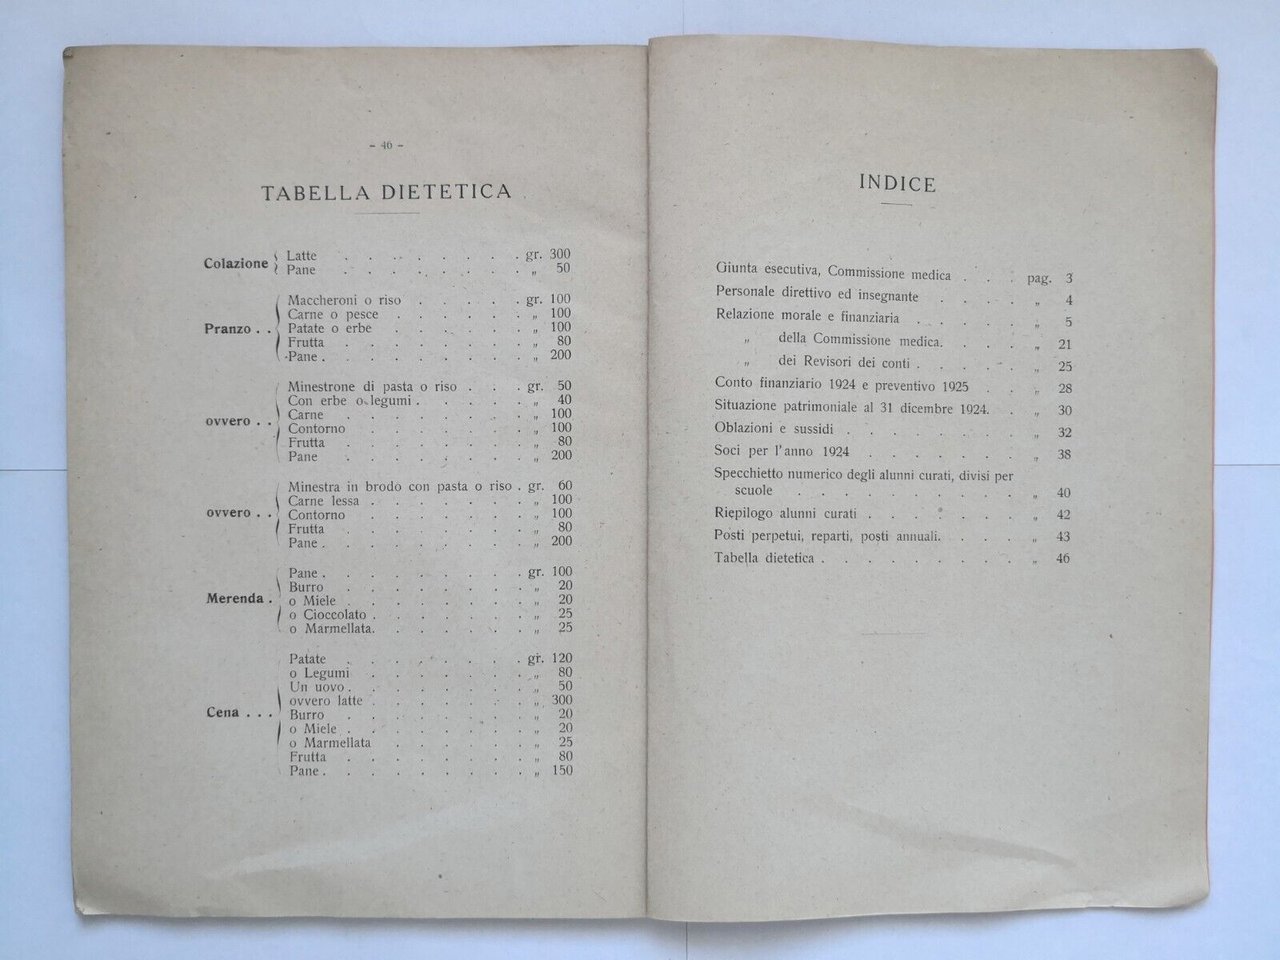 - 46 -
TABELLA DIETETICA
Colazione { Latte . . . . . . . . gr. 300
Pane . . . . . . . . „ 50
Pranzo . . { Maccheroni o riso . . . . . gr. 100
Carne o pesce . . . . . . „ 100
Patate o erbe . . . . . . „ 100
Frutta . . . . . . . . „ 80
Pane . . . . . . . . . „ 200
ovvero . . { Minestrone di pasta o riso . . . gr. 50
Con erbe o legumi . . . . . „ 40
Carne . . . . . . . . „ 100
Contorno . . . . . . . „ 100
Frutta . . . . . . . . „ 80
Pane . . . . . . . . „ 200
ovvero . . { Minestra in brodo con pasta o riso . gr. 60
Carne lessa . . . . . . . „ 100
Contorno . . . . . . . „ 100
Frutta . . . . . . . . „ 80
Pane . . . . . . . . . „ 200
Merenda . { Pane . . . . . . . . . gr. 100
Burro . . . . . . . . „ 20
o Miele . . . . . . . . „ 20
o Cioccolato . . . . . . . „ 25
o Marmellata. . . . . . . „ 25
Cena . . . { Patate . . . . . . . . gr. 120
o Legumi . . . . . . . „ 80
Un uovo . . . . . . . . „ 50
ovvero latte . . . . . . . „ 300
Burro . . . . . . . . „ 20
o Miele . . . . . . . . „ 20
o Marmellata . . . . . . „ 25
Frutta . . . . . . . . „ 80
Pane . . . . . . . . . „ 150
INDICE
Giunta esecutiva, Commissione medica . . . pag. 3
Personale direttivo ed insegnante . . . . „ 4
Relazione morale e finanziaria . . . . . . „ 5
„ della Commissione medica. . . . . „ 21
„ dei Revisori dei conti . . . . . „ 25
Conto finanziario 1924 e preventivo 1925 . . „ 28
Situazione patrimoniale al 31 dicembre 1924. . „ 30
Oblazioni e sussidi . . . . . . . . „ 32
Soci per l'anno 1924 . . . . . . . „ 38
Specchietto numerico degli alunni curati, divisi per
scuole . . . . . . . . . . „ 40
Riepilogo alunni curati . . . . . . . „ 42
Posti perpetui, reparti, posti annuali. . . . . „ 43
Tabella dietetica . . . . . . . . . „ 46